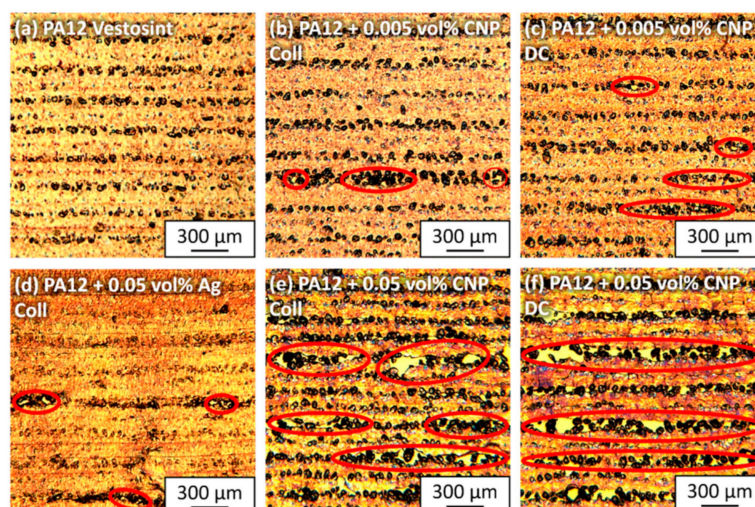 (a) PA12 Vestosint
300 µm
(b) PA12 + 0.005 vol% CNP
Coll
300 µm
(c) PA12 + 0.005 vol% CNP
DC
300 µm
(d) PA12 + 0.05 vol% Ag
Coll
300 µm
(e) PA12 + 0.05 vol% CNP
Coll
300 µm
(f) PA12 + 0.05 vol% CNP
DC
300 µm